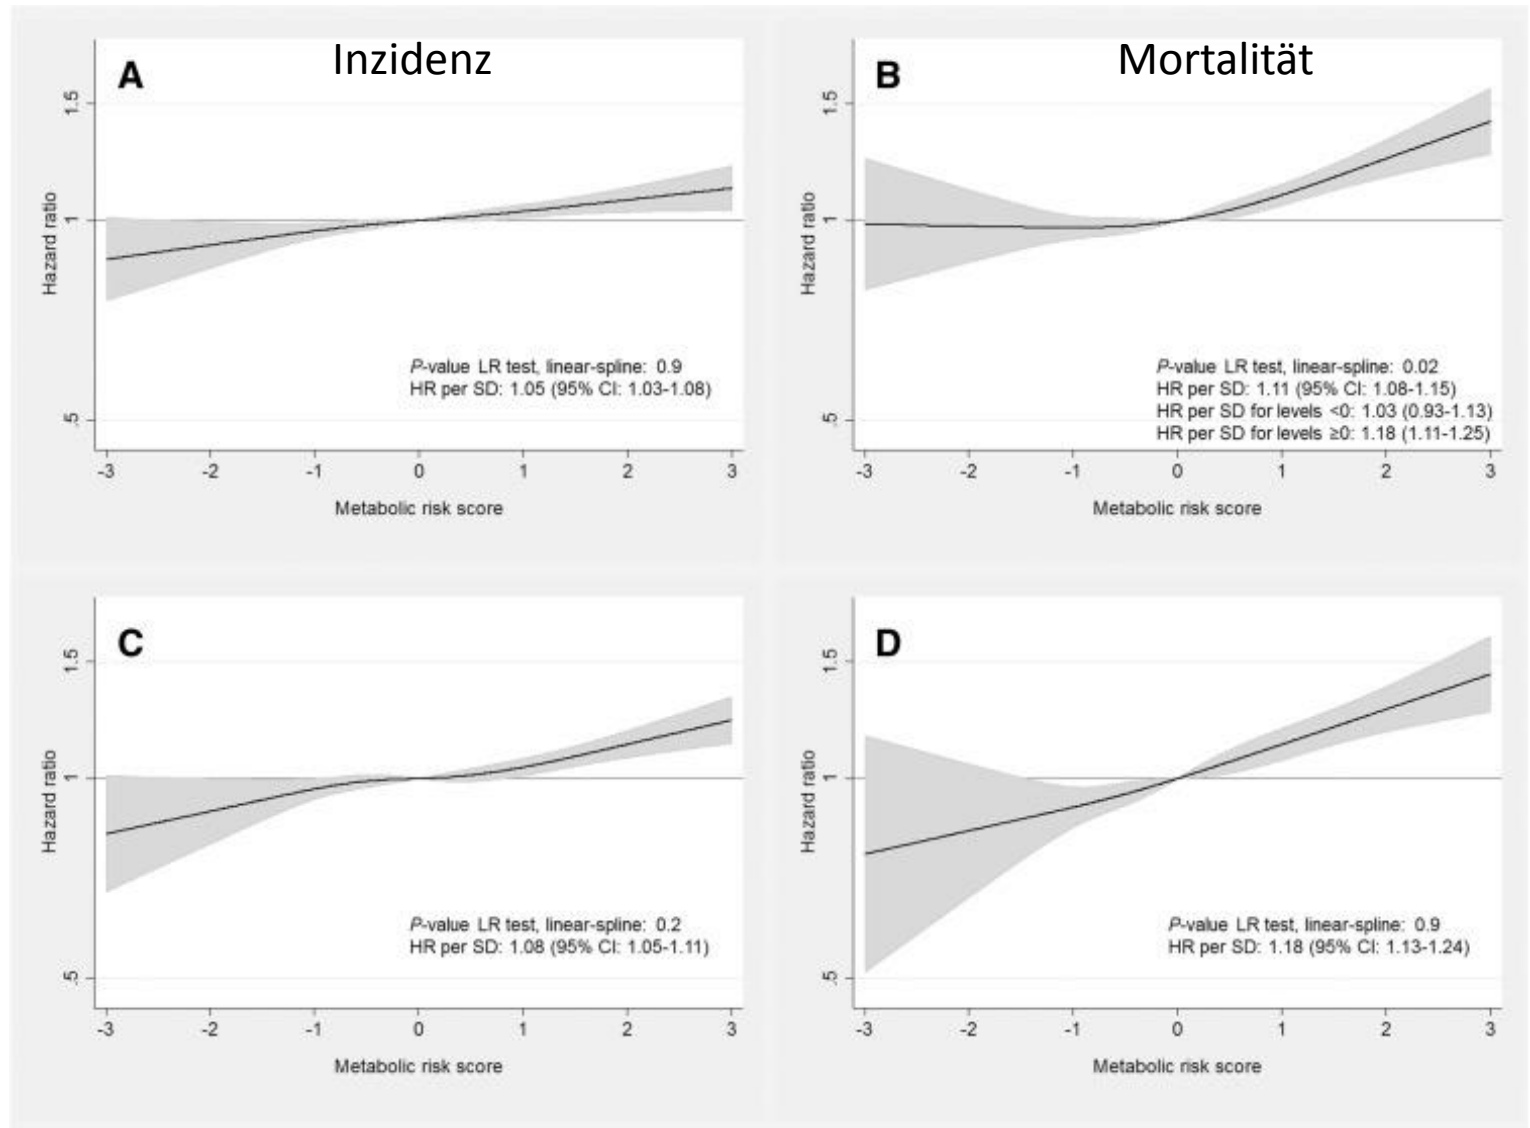 A
Inzidenz
1.5
1
.5
Hazard ratio
P-value LR test, linear-spline: 0.9
HR per SD: 1.05 (95% CI: 1.03-1.08)
-3 -2 -1 0 1 2 3
Metabolic risk score
B
Mortalität
1.5
1
.5
Hazard ratio
P-value LR test, linear-spline: 0.02
HR per SD: 1.11 (95% CI: 1.08-1.15)
HR per SD for levels <0: 1.03 (0.93-1.13)
HR per SD for levels ≥0: 1.18 (1.11-1.25)
-3 -2 -1 0 1 2 3
Metabolic risk score
C
1.5
1
.5
Hazard ratio
P-value LR test, linear-spline: 0.2
HR per SD: 1.08 (95% CI: 1.05-1.11)
-3 -2 -1 0 1 2 3
Metabolic risk score
D
1.5
1
.5
Hazard ratio
P-value LR test, linear-spline: 0.9
HR per SD: 1.18 (95% CI: 1.13-1.24)
-3 -2 -1 0 1 2 3
Metabolic risk score